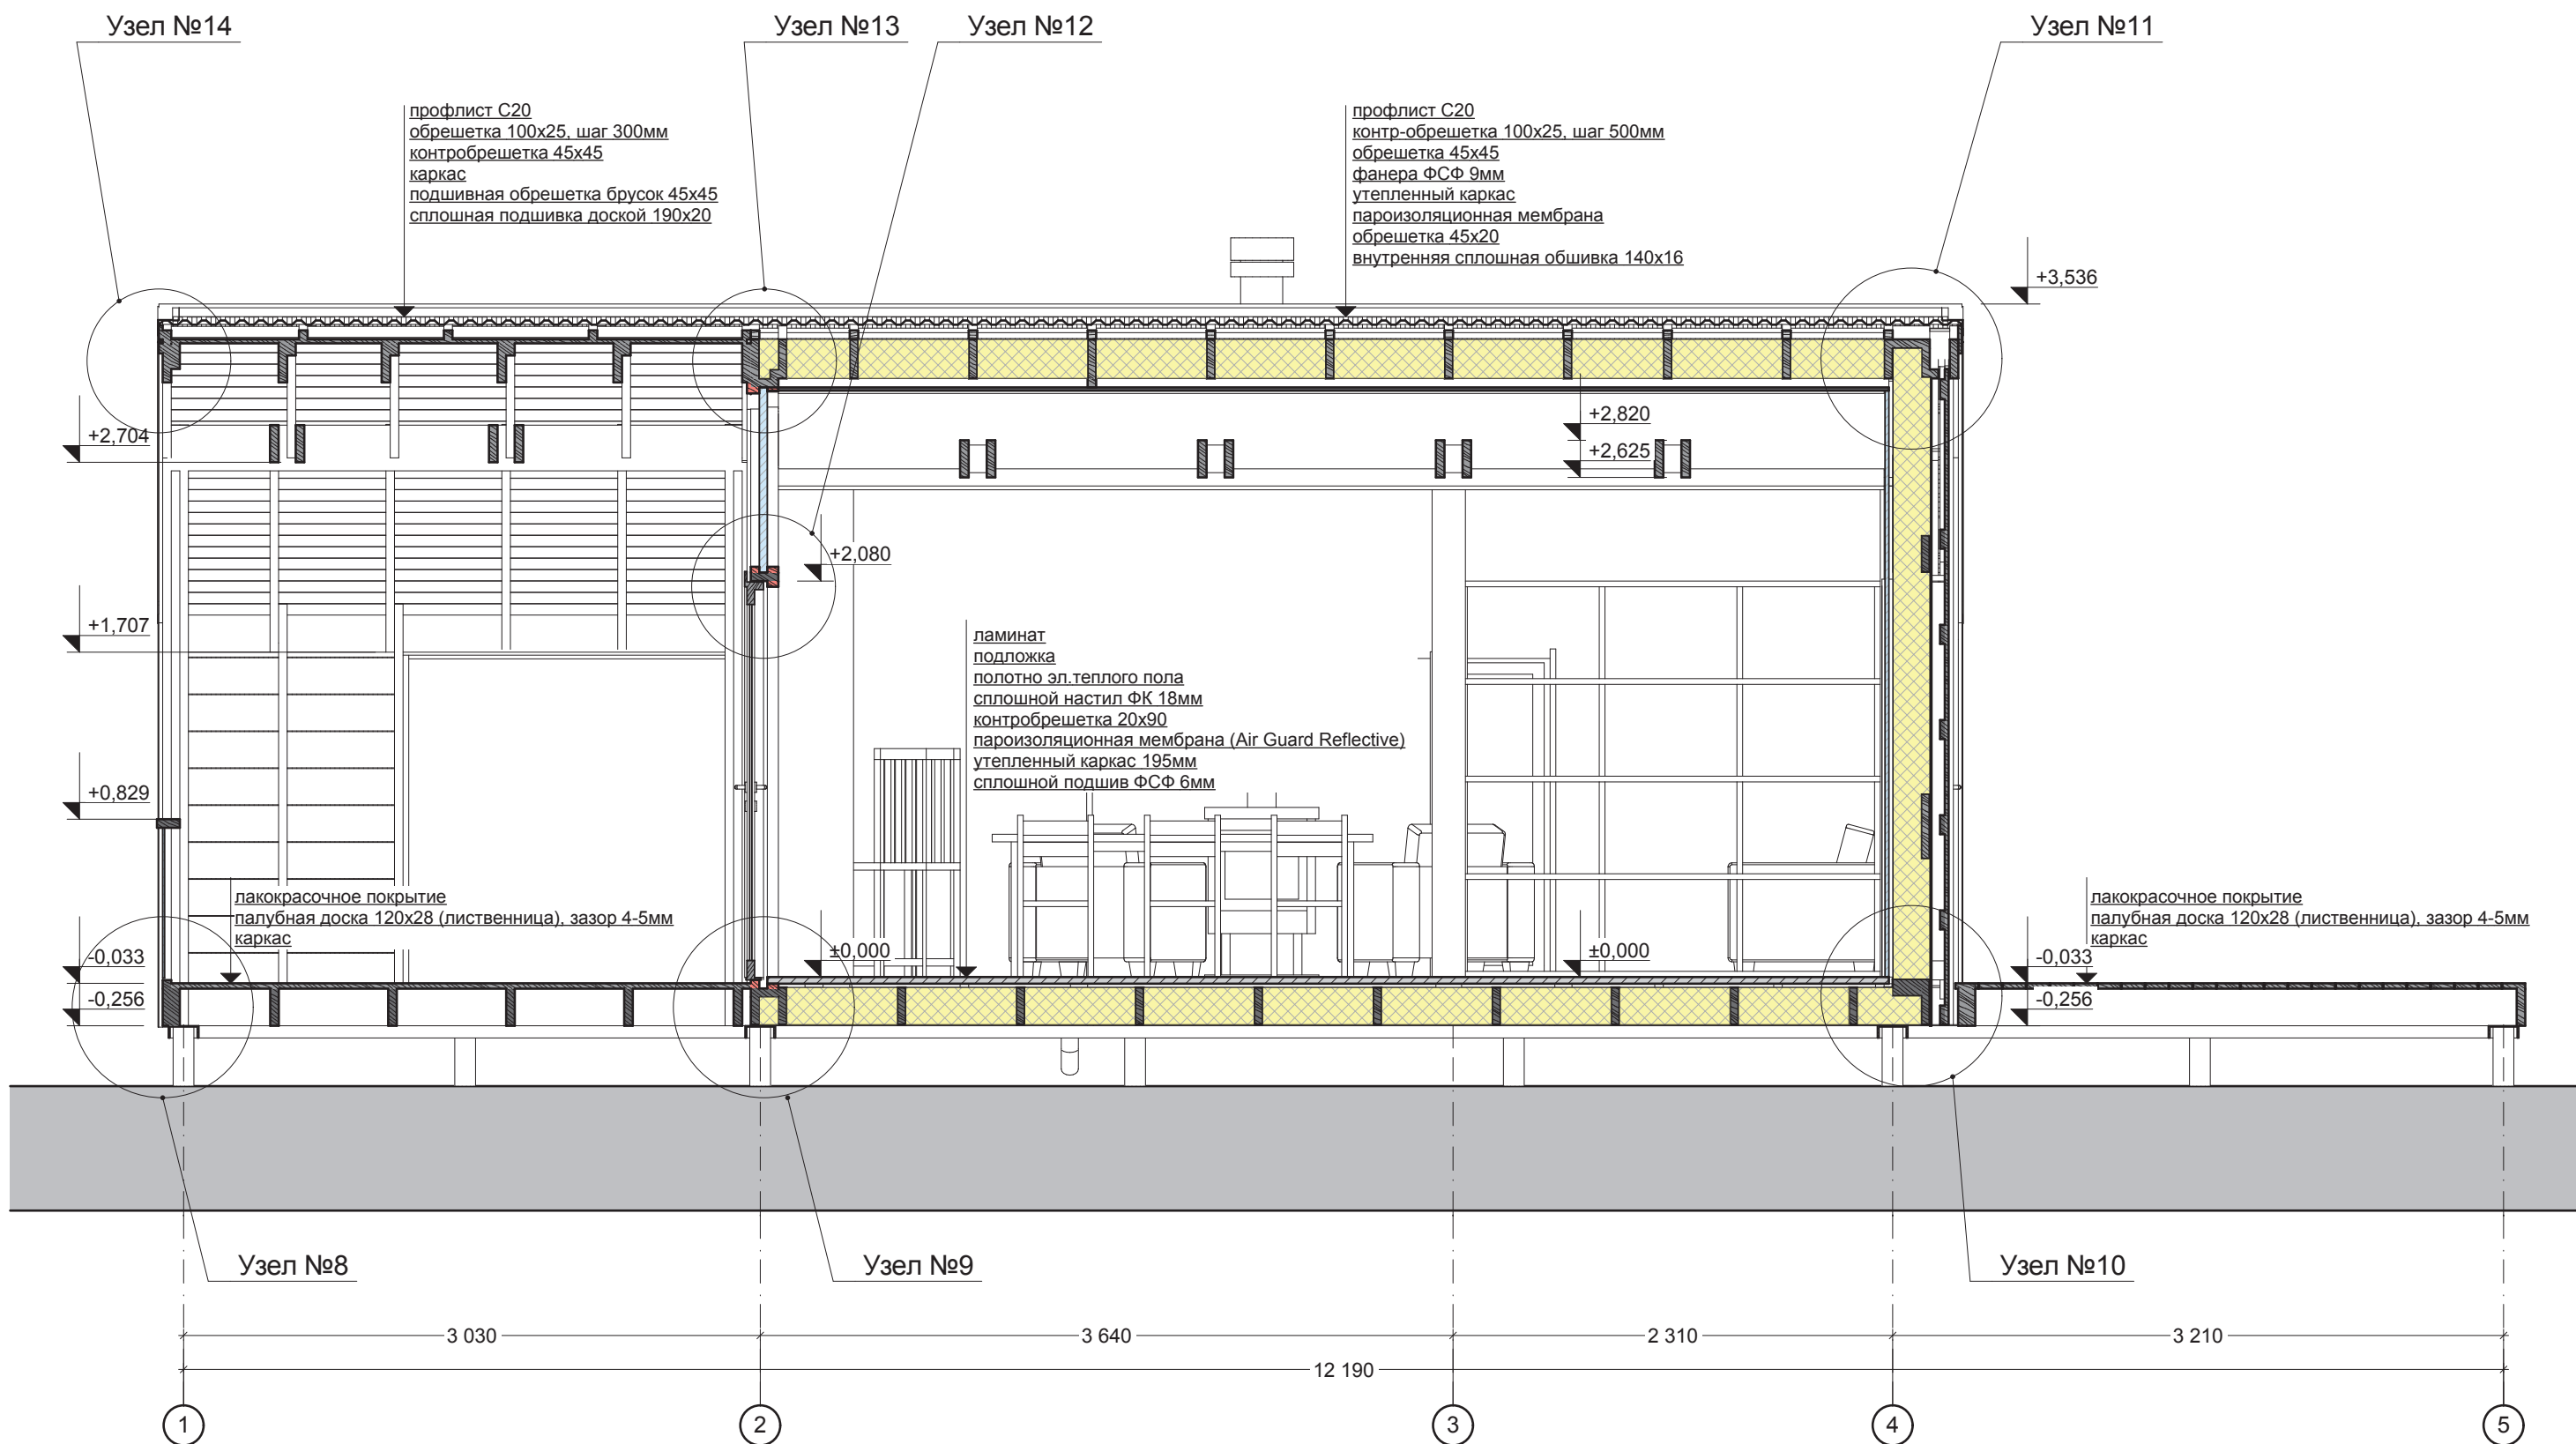 Узел №14
Узел №13
Узел №12
Узел №11
профлист С20
обрешетка 100х25, шаг 300мм
контробрешетка 45х45
каркас
подшивная обрешетка брусок 45х45
сплошная подшивка доской 190х20
профлист С20
контр-обрешетка 100х25, шаг 500мм
обрешетка 45х45
фанера ФСФ 9мм
утепленный каркас
пароизоляционная мембрана
обрешетка 45х20
внутренняя сплошная обшивка 140х16
+3,536
+2,704
+2,820
+2,625
+2,080
+1,707
ламинат
подложка
полотно эл.теплого пола
сплошной настил ФК 18мм
контробрешетка 20х90
пароизоляционная мембрана (Air Guard Reflective)
утепленный каркас 195мм
сплошной подшив ФСФ 6мм
+0,829
лакокрасочное покрытие
палубная доска 120х28 (лиственница), зазор 4-5мм
каркас
лакокрасочное покрытие
палубная доска 120х28 (лиственница), зазор 4-5мм
каркас
-0,033
-0,256
±0,000
±0,000
-0,033
-0,256
Узел №8
Узел №9
Узел №10
3 030
3 640
2 310
3 210
12 190
1
2
3
4
5